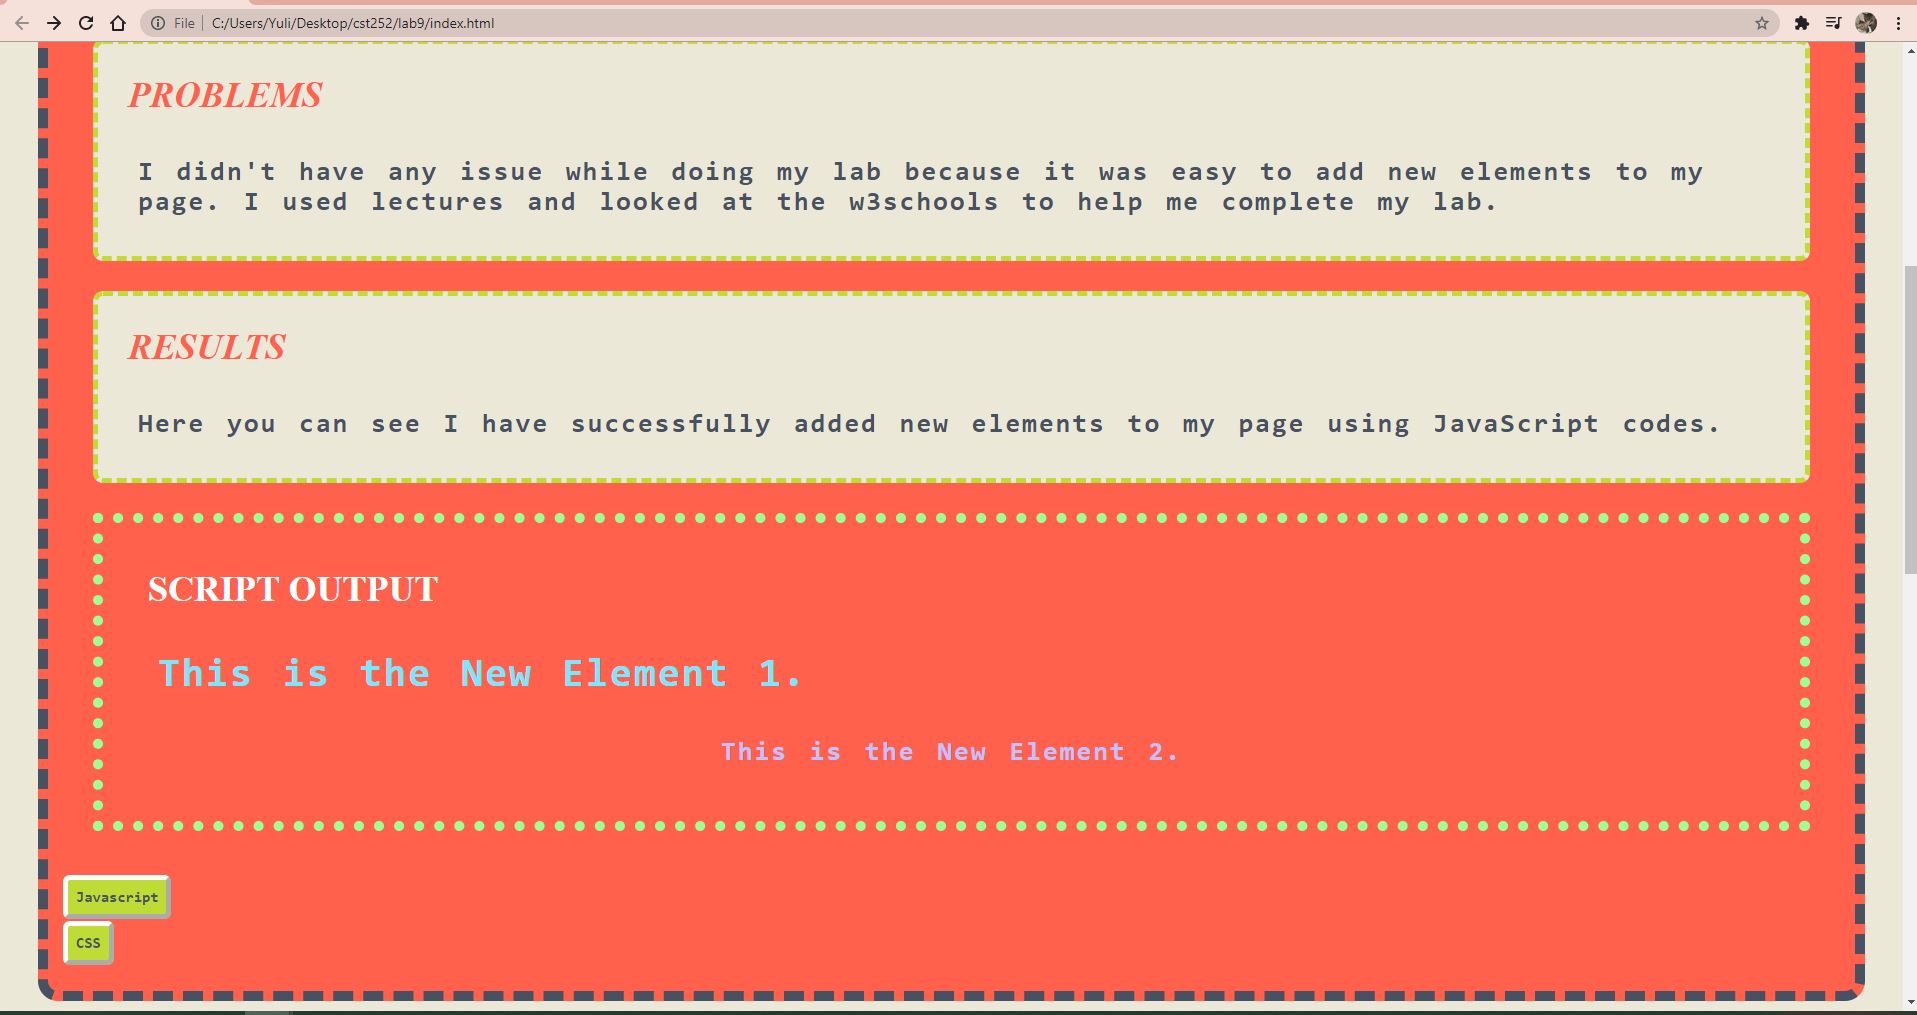 File
C:/Users/Yuli/Desktop/cst252/lab9/index.html
PROBLEMS
I didn't have any issue while doing my lab because it was easy to add new elements to my
page. I used lectures and looked at the w3schools to help me complete my lab.
RESULTS
Here you can see I have successfully added new elements to my page using JavaScript codes.
SCRIPT OUTPUT
This is the New Element 1.
This is the New Element 2.
Javascript
CSS